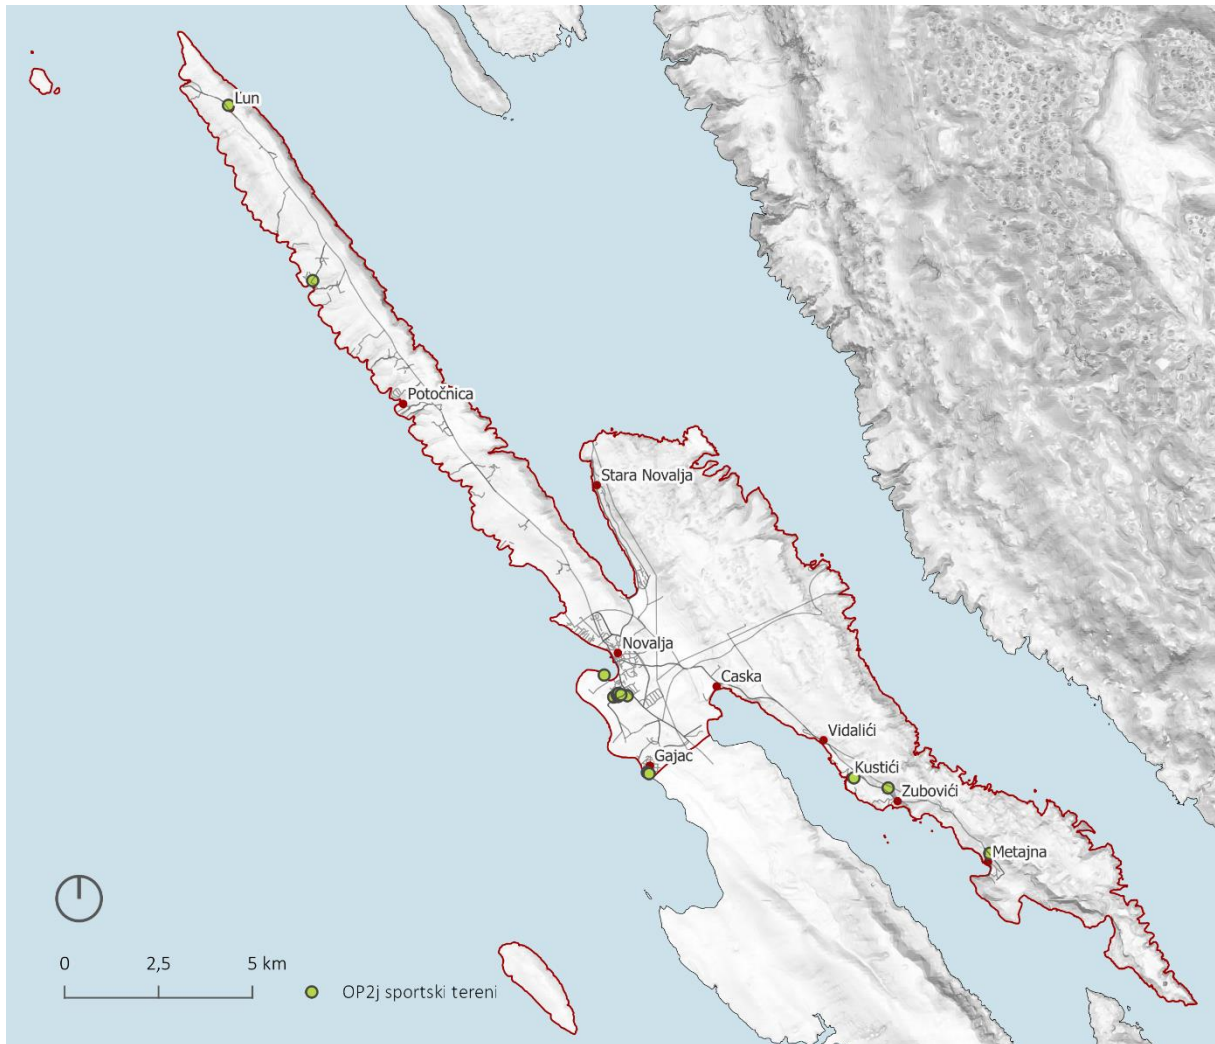 Lun
Potočnica
Stara Novalja
Novalja
Caska
Vidalići
Gajac
Kustići
Zubovići
Metajna
0 2,5 5 km
OP2j sportski tereni